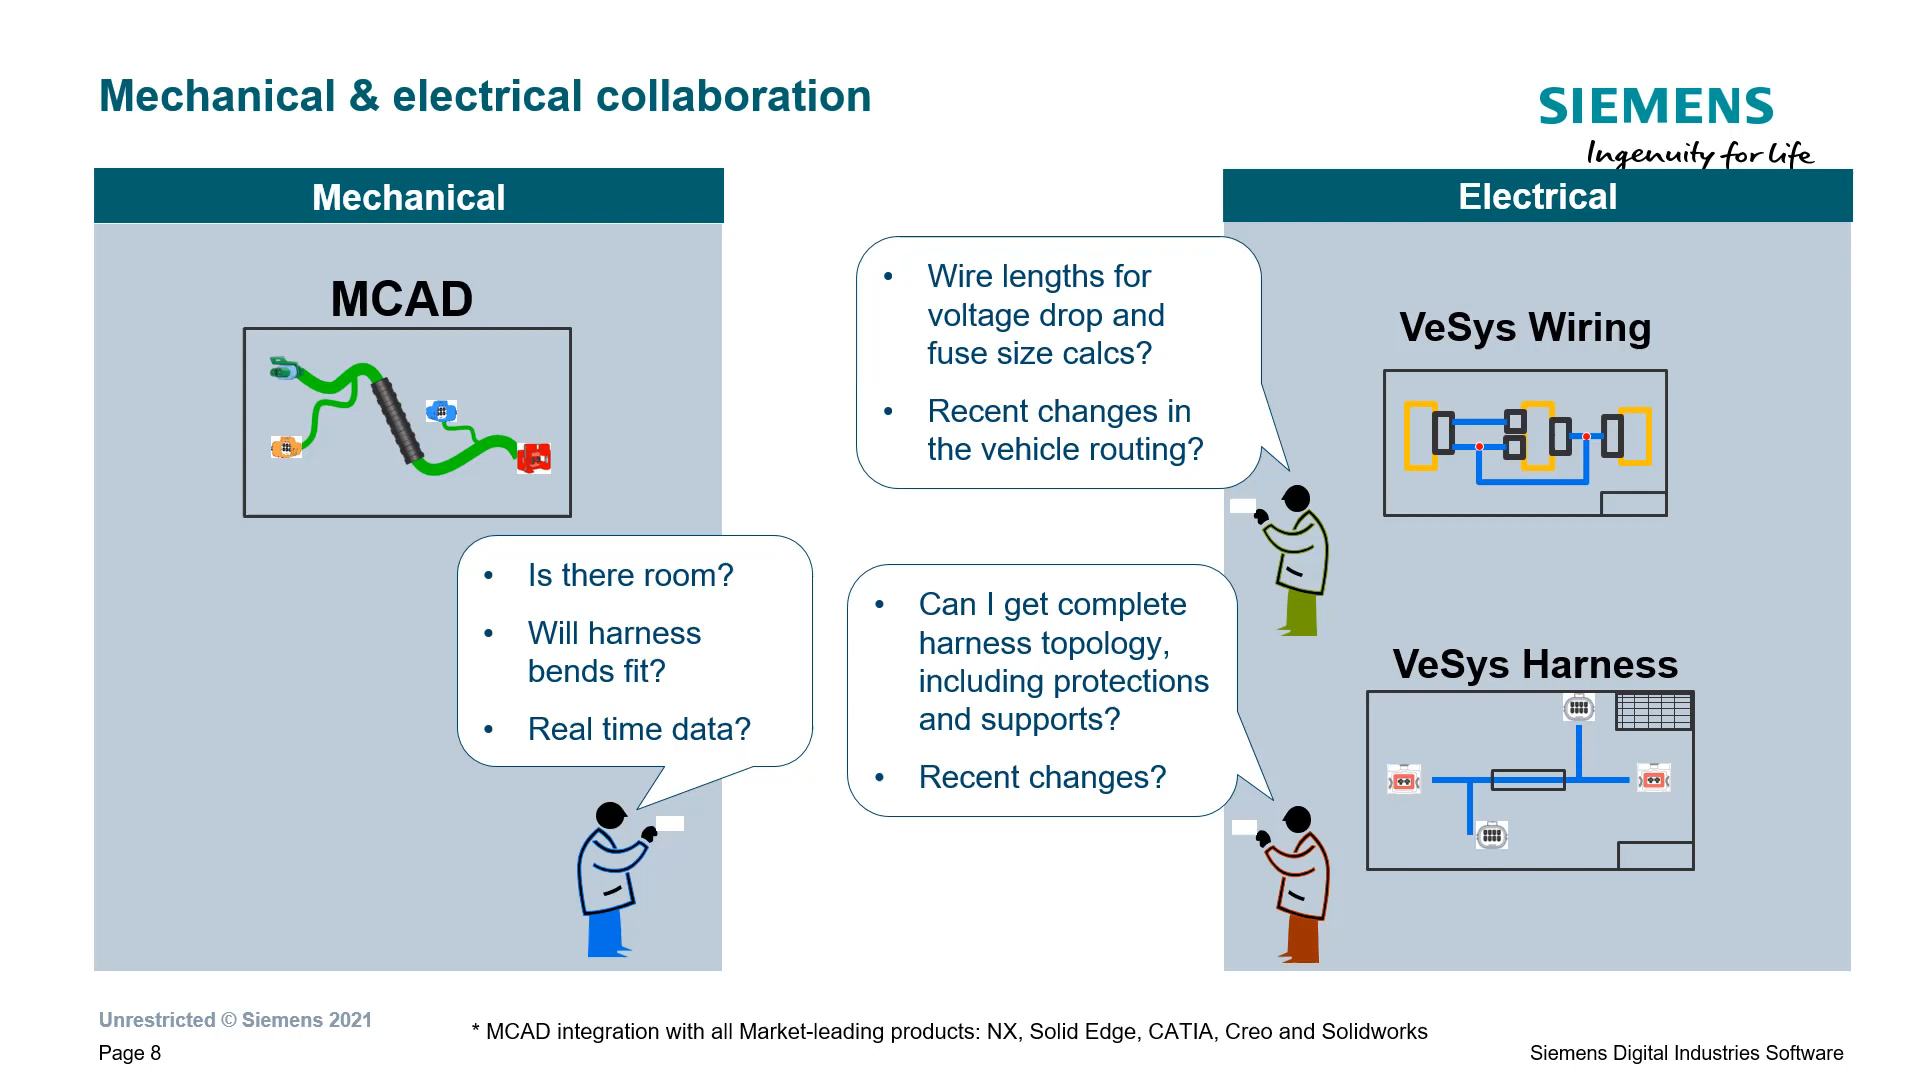 Mechanical & electrical collaboration
SIEMENS
Ingenuity for life
Mechanical
MCAD
• Is there room?
• Will harness
bends fit?
• Real time data?
Electrical
• Wire lengths for
voltage drop and
fuse size calcs?
• Recent changes in
the vehicle routing?
VeSys Wiring
• Can I get complete
harness topology,
including protections
and supports?
• Recent changes?
VeSys Harness
Unrestricted © Siemens 2021
Page 8
* MCAD integration with all Market-leading products: NX, Solid Edge, CATIA, Creo and Solidworks
Siemens Digital Industries Software